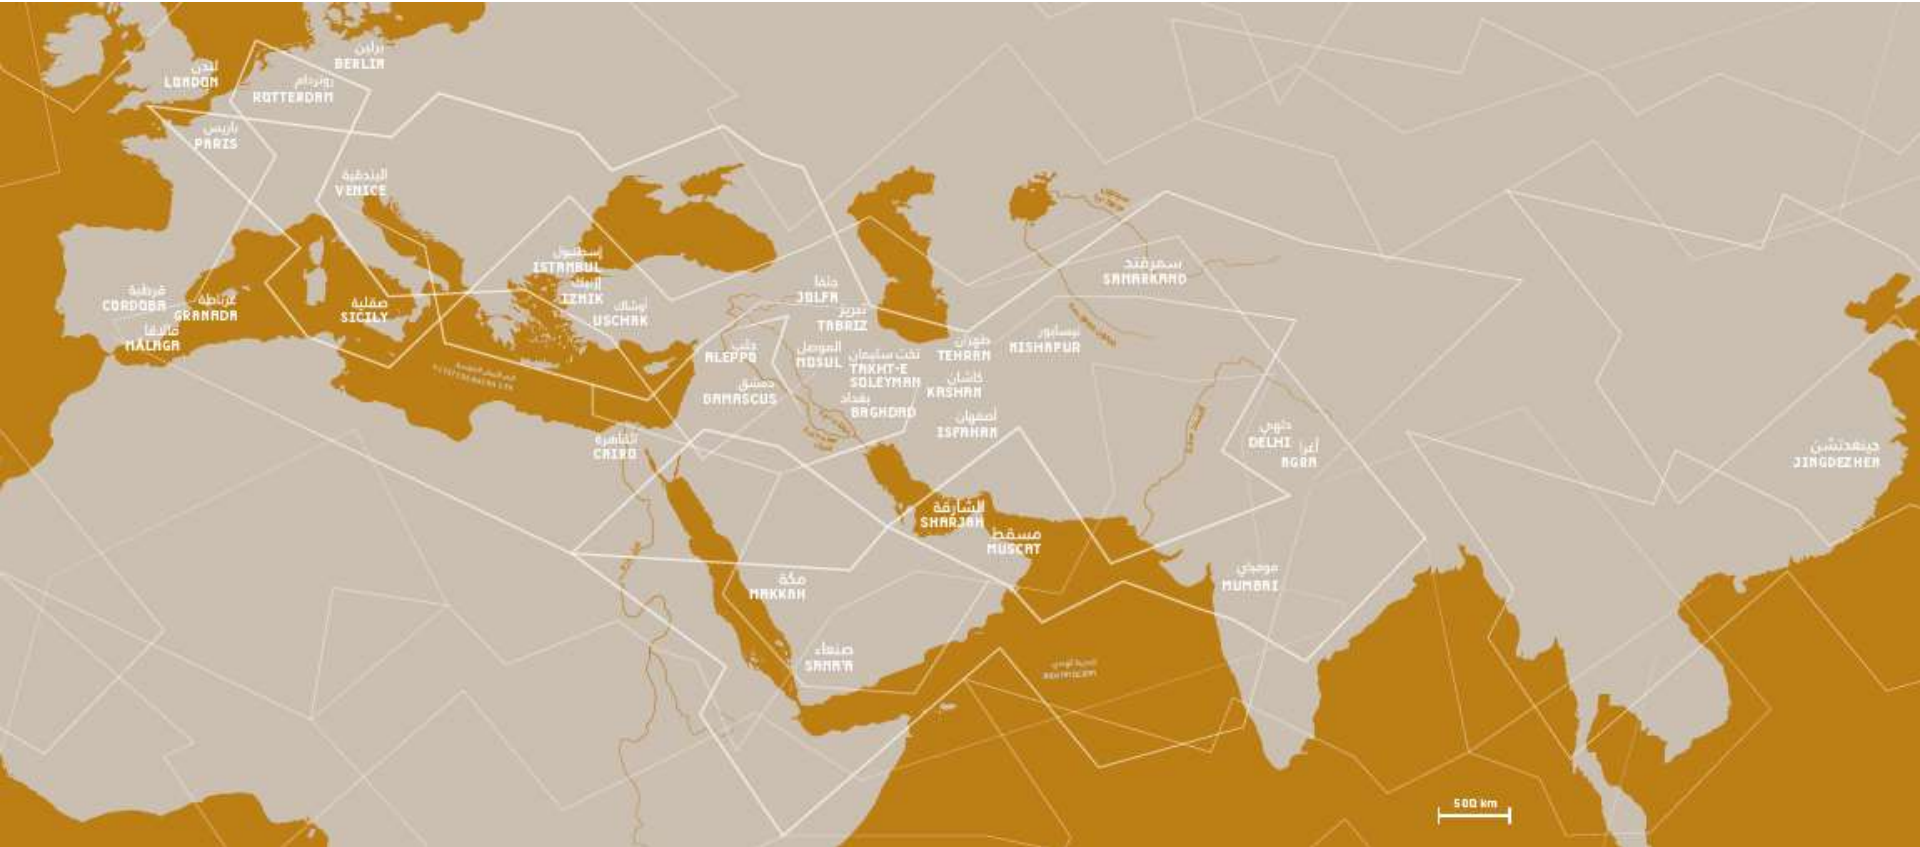 برلين
BERLIN
لندن
LONDON
روتردام
ROTTERDAM
باريس
PARIS
البندقية
VENICE
إسطنبول
ISTANBUL
إزنيك
IZNIK
أوشاك
USCHAK
صقلية
SICILY
قرطبة
CORDOBA
غرناطة
GRANADA
مالاقا
MÁLAGA
جلفا
JOLFA
تبريز
TABRIZ
سمرقند
SAMARKAND
حلب
ALEPPO
الموصل
MOSUL
تخت سليمان
TAKHT-E
SOLEYMAN
طهران
TEHRAN
نيسابور
NISHAPUR
كاشان
KASHAN
دمشق
DAMASCUS
بغداد
BAGHDAD
أصفهان
ISFAHAN
القاهرة
CAIRO
دلهي
DELHI
أغرا
AGRA
جينغدتشن
JINGDEZHEN
الشارقة
SHARJAH
مسقط
MUSCAT
مكة
MAKKAH
مومباي
MUMBAI
صنعاء
SANA'A
500 km